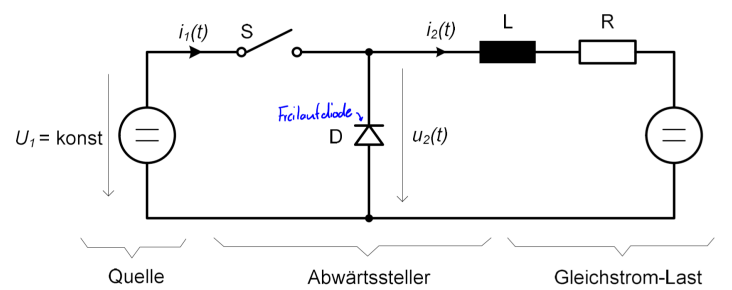 i₁(t) S i₂(t) L R
Freilaufdiode
U₁ = konst D u₂(t)
Quelle Abwärtssteller Gleichstrom-Last